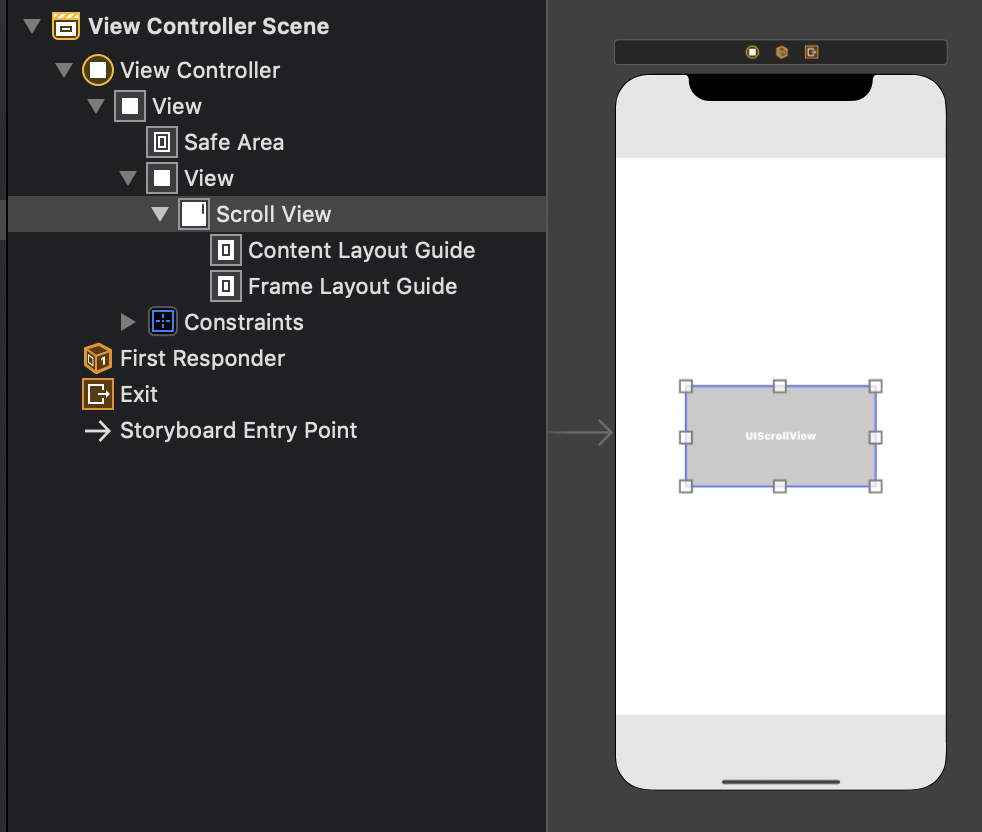 View Controller Scene
View Controller
View
Safe Area
View
Scroll View
Content Layout Guide
Frame Layout Guide
Constraints
First Responder
Exit
Storyboard Entry Point
UIScrollView